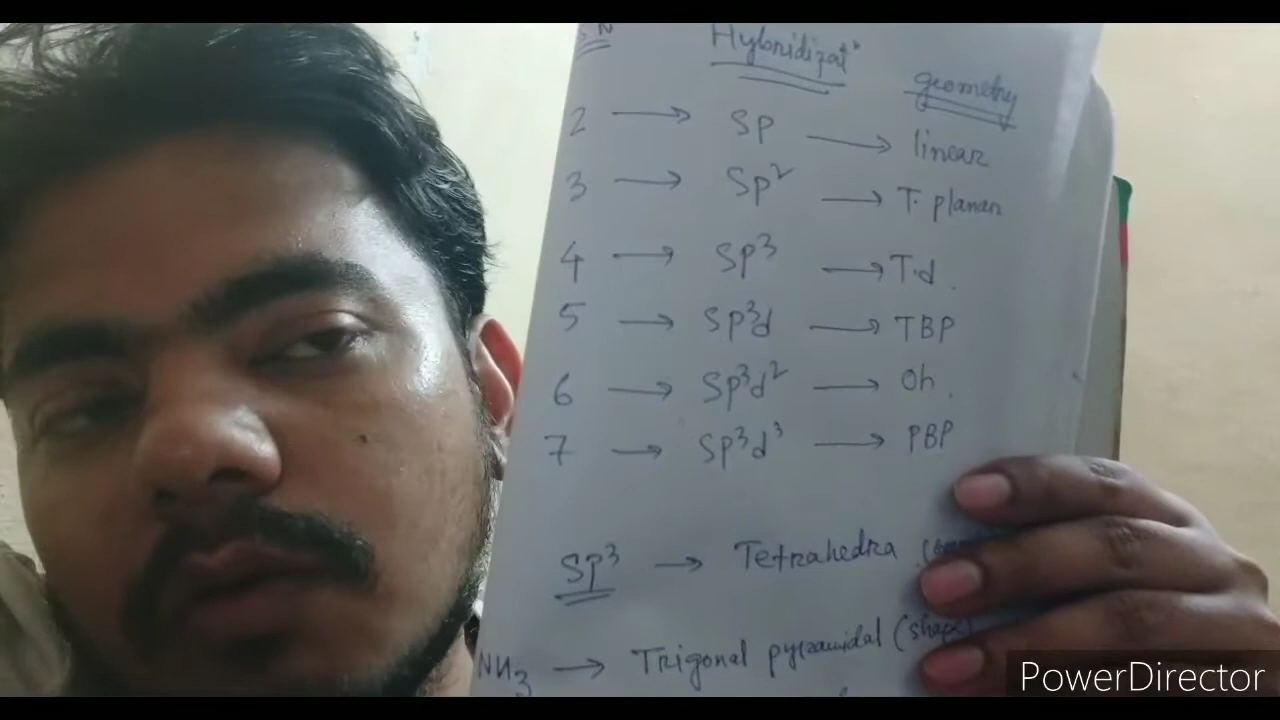 S.N Hybridizatⁿ geometry
2 → Sp → linear
3 → Sp² → T. planar
4 → Sp³ → T.d.
5 → Sp³d → TBP
6 → Sp³d² → Oh.
7 → Sp³d³ → PBP
Sp³ → Tetrahedra
NH₃ → Trigonal pyramidal (shape)
PowerDirector